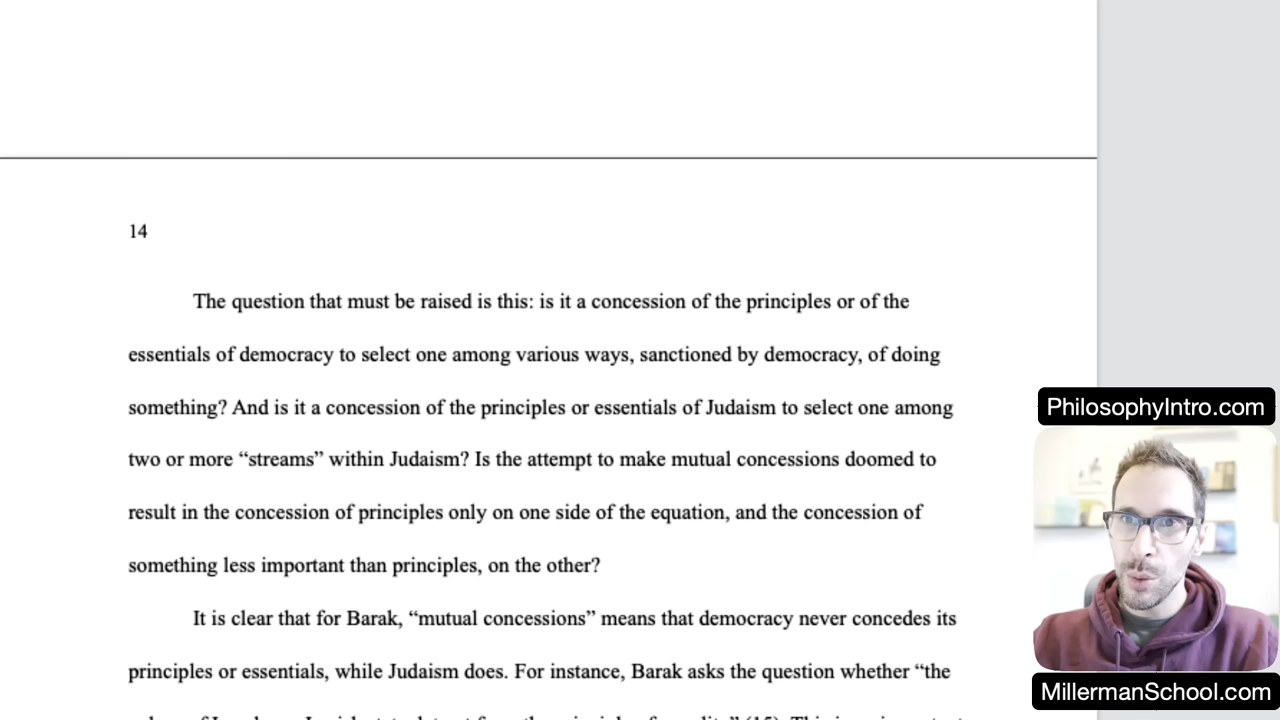 14
The question that must be raised is this: is it a concession of the principles or of the
essentials of democracy to select one among various ways, sanctioned by democracy, of doing
something? And is it a concession of the principles or essentials of Judaism to select one among
two or more “streams” within Judaism? Is the attempt to make mutual concessions doomed to
result in the concession of principles only on one side of the equation, and the concession of
something less important than principles, on the other?
It is clear that for Barak, “mutual concessions” means that democracy never concedes its
principles or essentials, while Judaism does. For instance, Barak asks the question whether “the
PhilosophyIntro.com
MillermanSchool.com